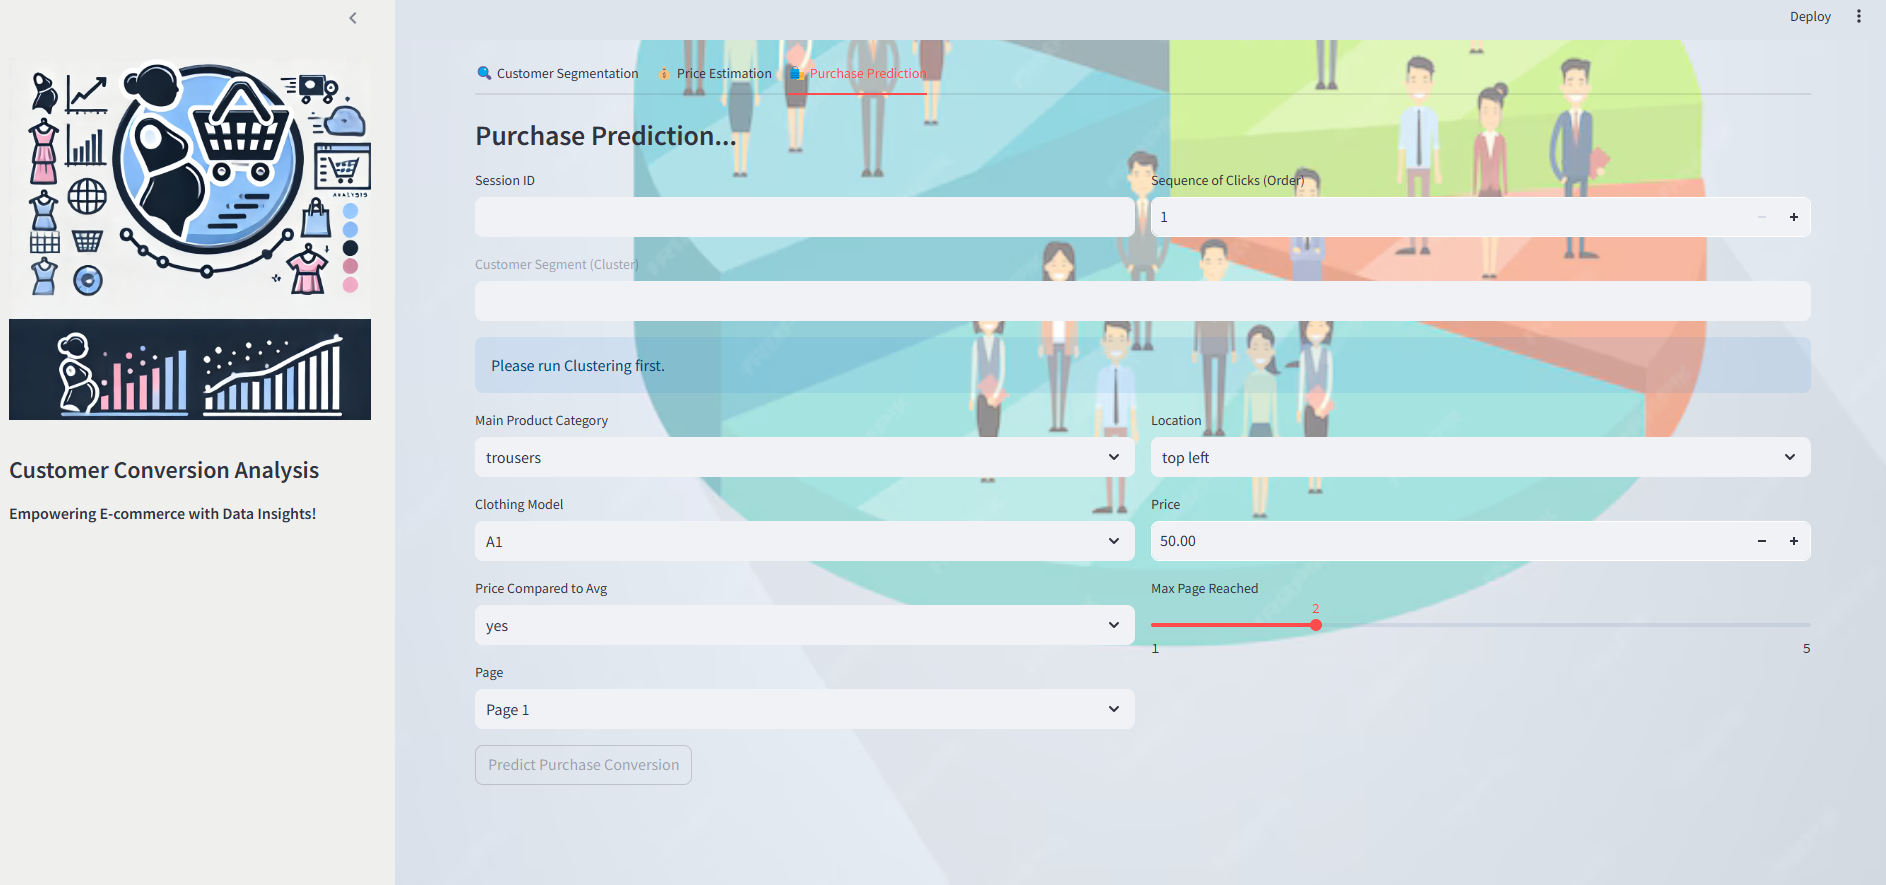 Deploy
Customer Segmentation
Price Estimation
Purchase Prediction
Purchase Prediction...
Session ID
Sequence of Clicks (Order)
1
Customer Segment (Cluster)
Please run Clustering first.
Main Product Category
Location
trousers
top left
Clothing Model
Price
A1
50.00
Price Compared to Avg
Max Page Reached
2
yes
1
5
Page
Page 1
Predict Purchase Conversion
ANALYSIS
Customer Conversion Analysis
Empowering E-commerce with Data Insights!